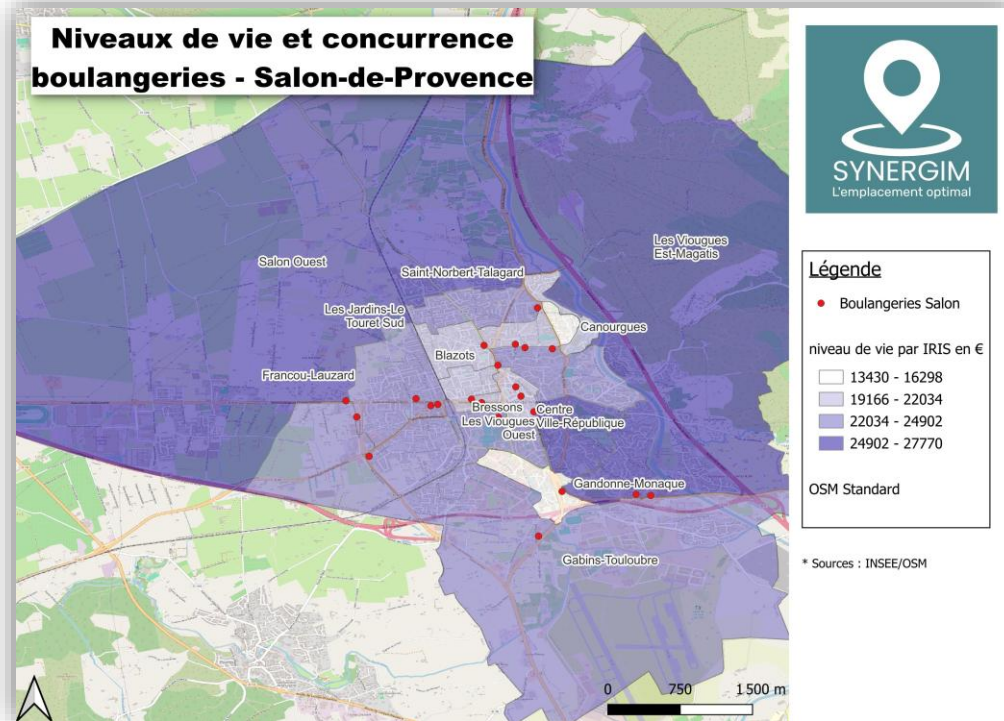 Niveaux de vie et concurrence
boulangeries - Salon-de-Provence
SYNERGIM
L'emplacement optimal
Les Viougues
Est-Magatis
Salon Ouest
Saint-Norbert-Talagard
Les Jardins-Le
Touret Sud
Canourgues
Blazots
Francou-Lauzard
Bressons
Centre
Ville-République
Les Viougues
Ouest
Gandonne-Monaque
Gabins-Touloubre
Légende
Boulangeries Salon
niveau de vie par IRIS en €
13430 - 16298
19166 - 22034
22034 - 24902
24902 - 27770
OSM Standard
* Sources : INSEE/OSM
0 750 1 500 m